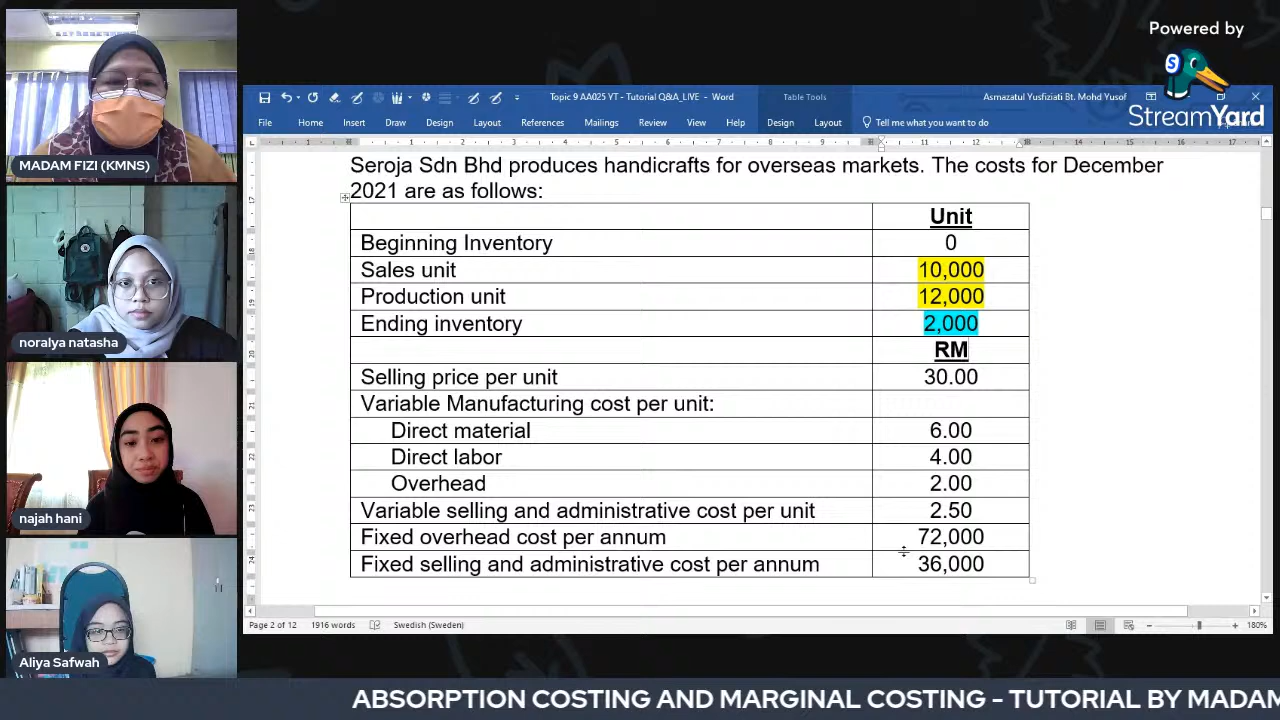 Powered by
S
StreamYard
Topic 9 AA025 YT - Tutorial Q&A_LIVE - Word
Table Tools
Asmazatul Yusfiziati Bt. Mohd Yusof
File Home Insert Draw Design Layout References Mailings Review View Help Design Layout Tell me what you want to do
Seroja Sdn Bhd produces handicrafts for overseas markets. The costs for December
2021 are as follows:
Unit
Beginning Inventory 0
Sales unit 10,000
Production unit 12,000
Ending inventory 2,000
RM
Selling price per unit 30.00
Variable Manufacturing cost per unit:
Direct material 6.00
Direct labor 4.00
Overhead 2.00
Variable selling and administrative cost per unit 2.50
Fixed overhead cost per annum 72,000
Fixed selling and administrative cost per annum 36,000
Page 2 of 12 1916 words Swedish (Sweden) 180%
MADAM FIZI (KMNS)
noralya natasha
najah hani
Aliya Safwah
ABSORPTION COSTING AND MARGINAL COSTING - TUTORIAL BY MADAM